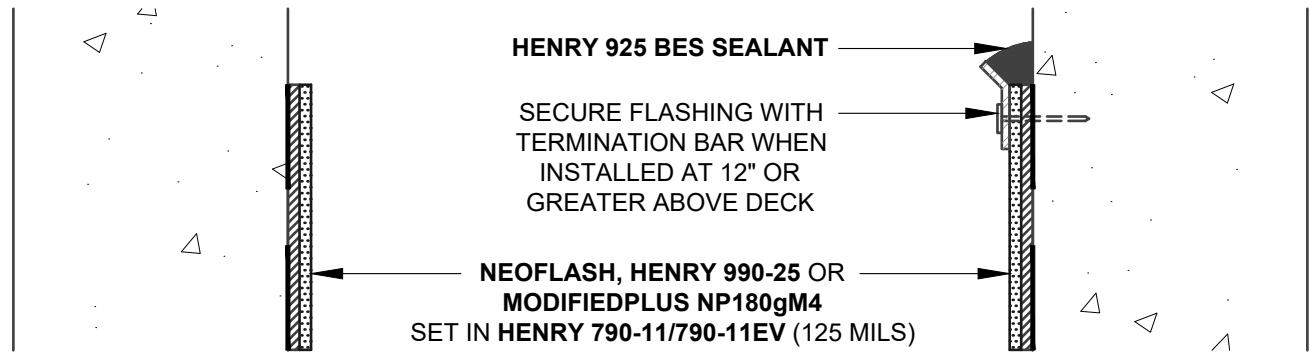 HENRY 925 BES SEALANT
SECURE FLASHING WITH
TERMINATION BAR WHEN
INSTALLED AT 12" OR
GREATER ABOVE DECK
NEOFLASH, HENRY 990-25 OR
MODIFIEDPLUS NP180gM4
SET IN HENRY 790-11/790-11EV (125 MILS)